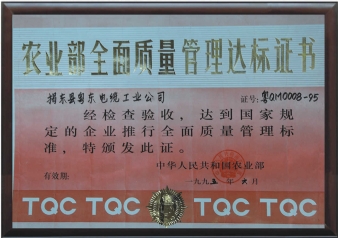 农业部全面质量管理达标证书
揭东县粤东电缆工业公司 证号:粤QM0008-95
经检查验收,达到国家规
定的企业推行全面质量管理标
准,特颁发此证。
中华人民共和国农业部
有效期: 一九九五年六月
TQC TQC TQC TQC